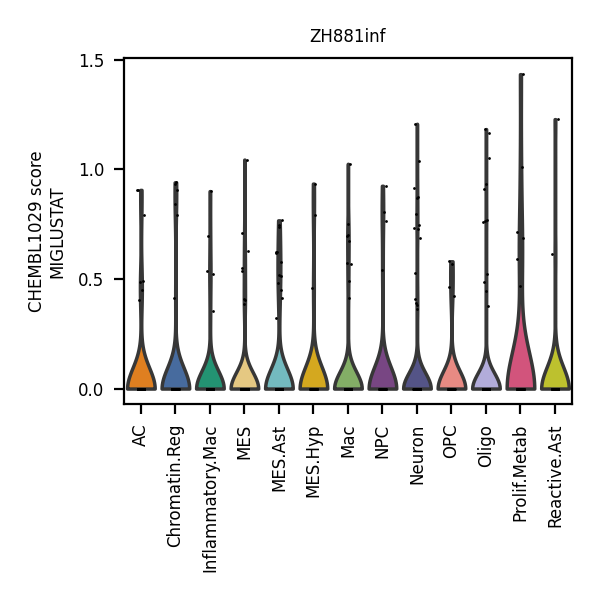 ZH881inf
CHEMBL1029 score
MIGLUSTAT
1.5
1.0
0.5
0.0
AC
Chromatin.Reg
Inflammatory.Mac
MES
MES.Ast
MES.Hyp
Mac
NPC
Neuron
OPC
Oligo
Prolif.Metab
Reactive.Ast